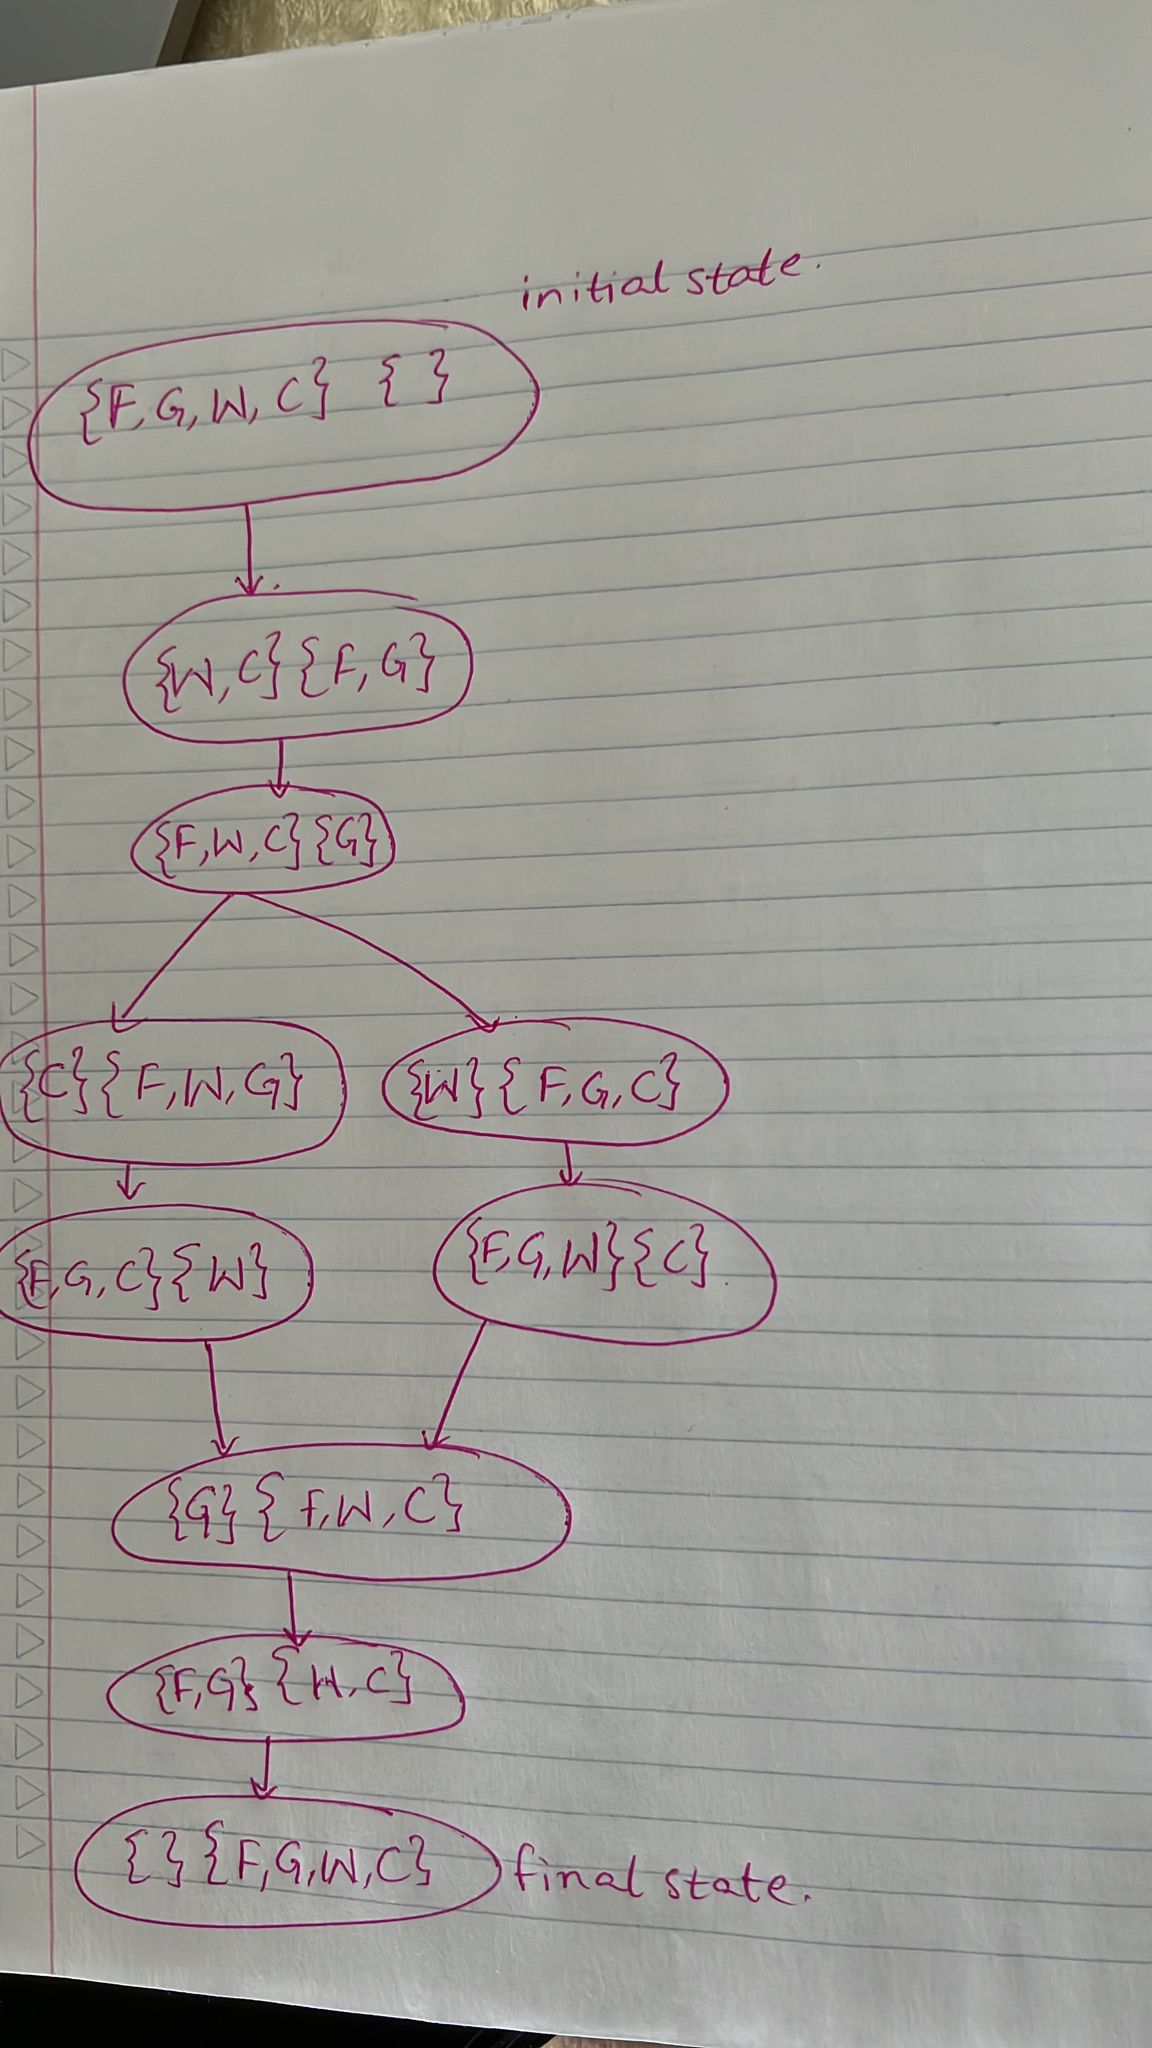 initial state.
{F, G, W, C} { }
{W, C} {F, G}
{F, W, C} {G}
{C} {F, W, G} {W} {F, G, C}
{F, G, C} {W} {F, G, W} {C}
{G} {F, W, C}
{F, G} {W, C}
{ } {F, G, W, C} final state.